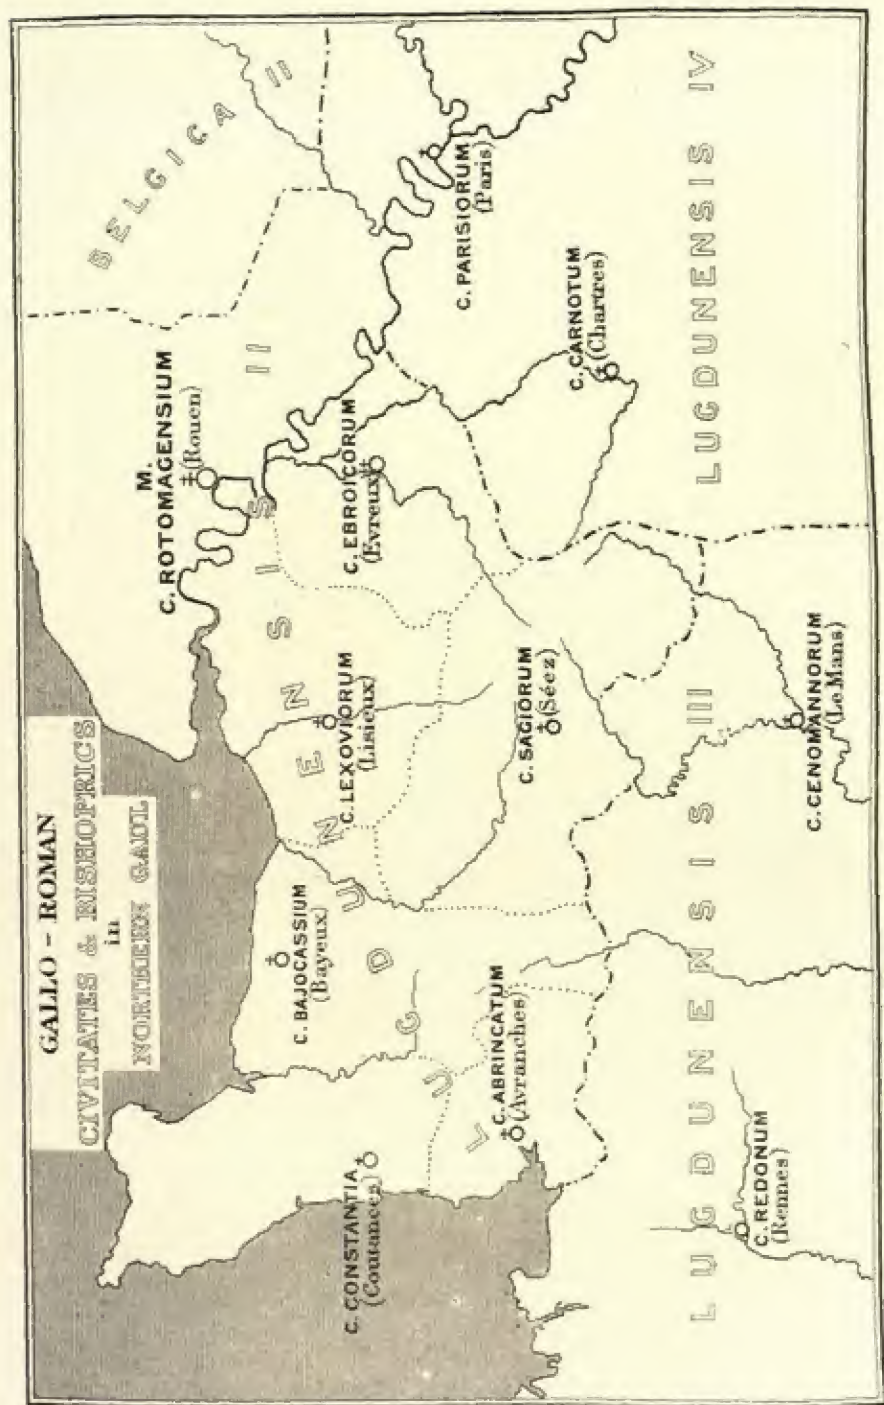 GALLO - ROMAN
CIVITATES & BISHOPRICS
in
NORTHERN GAUL
BELGICA II
M.
C. ROTOMAGENSIUM
(Rouen)
C. PARISIORUM
(Paris)
C. EBROICORUM
(Evreux)
C. CARNOTUM
(Chartres)
C. LEXOVIORUM
(Lisieux)
C. BAJOCASSIUM
(Bayeux)
C. SAGIORUM
(Séez)
C. CONSTANTIA
(Coutances)
C. ABRINCATUM
(Avranches)
LUGDUNENSIS II
C. CENOMANNORUM
(Le Mans)
C. REDONUM
(Rennes)
LUGDUNENSIS III
LUGDUNENSIS IV